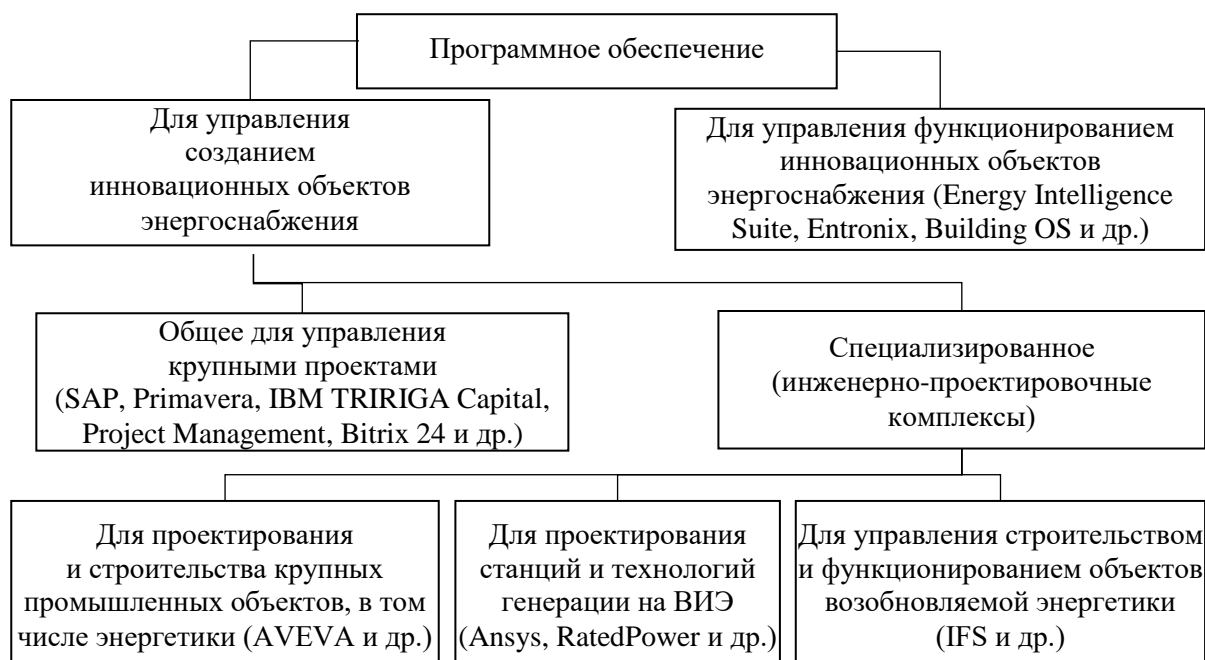 Программное обеспечение
Для управления
созданием
инновационных объектов
энергоснабжения
Для управления функционированием
инновационных объектов
энергоснабжения (Energy Intelligence
Suite, Entronix, Building OS и др.)
Общее для управления
крупными проектами
(SAP, Primavera, IBM TRIRIGA Capital,
Project Management, Bitrix 24 и др.)
Специализированное
(инженерно-проектировочные
комплексы)
Для проектирования
и строительства крупных
промышленных объектов, в том
числе энергетики (AVEVA и др.)
Для проектирования
станций и технологий
генерации на ВИЭ
(Ansys, RatedPower и др.)
Для управления строительством
и функционированием объектов
возобновляемой энергетики
(IFS и др.)